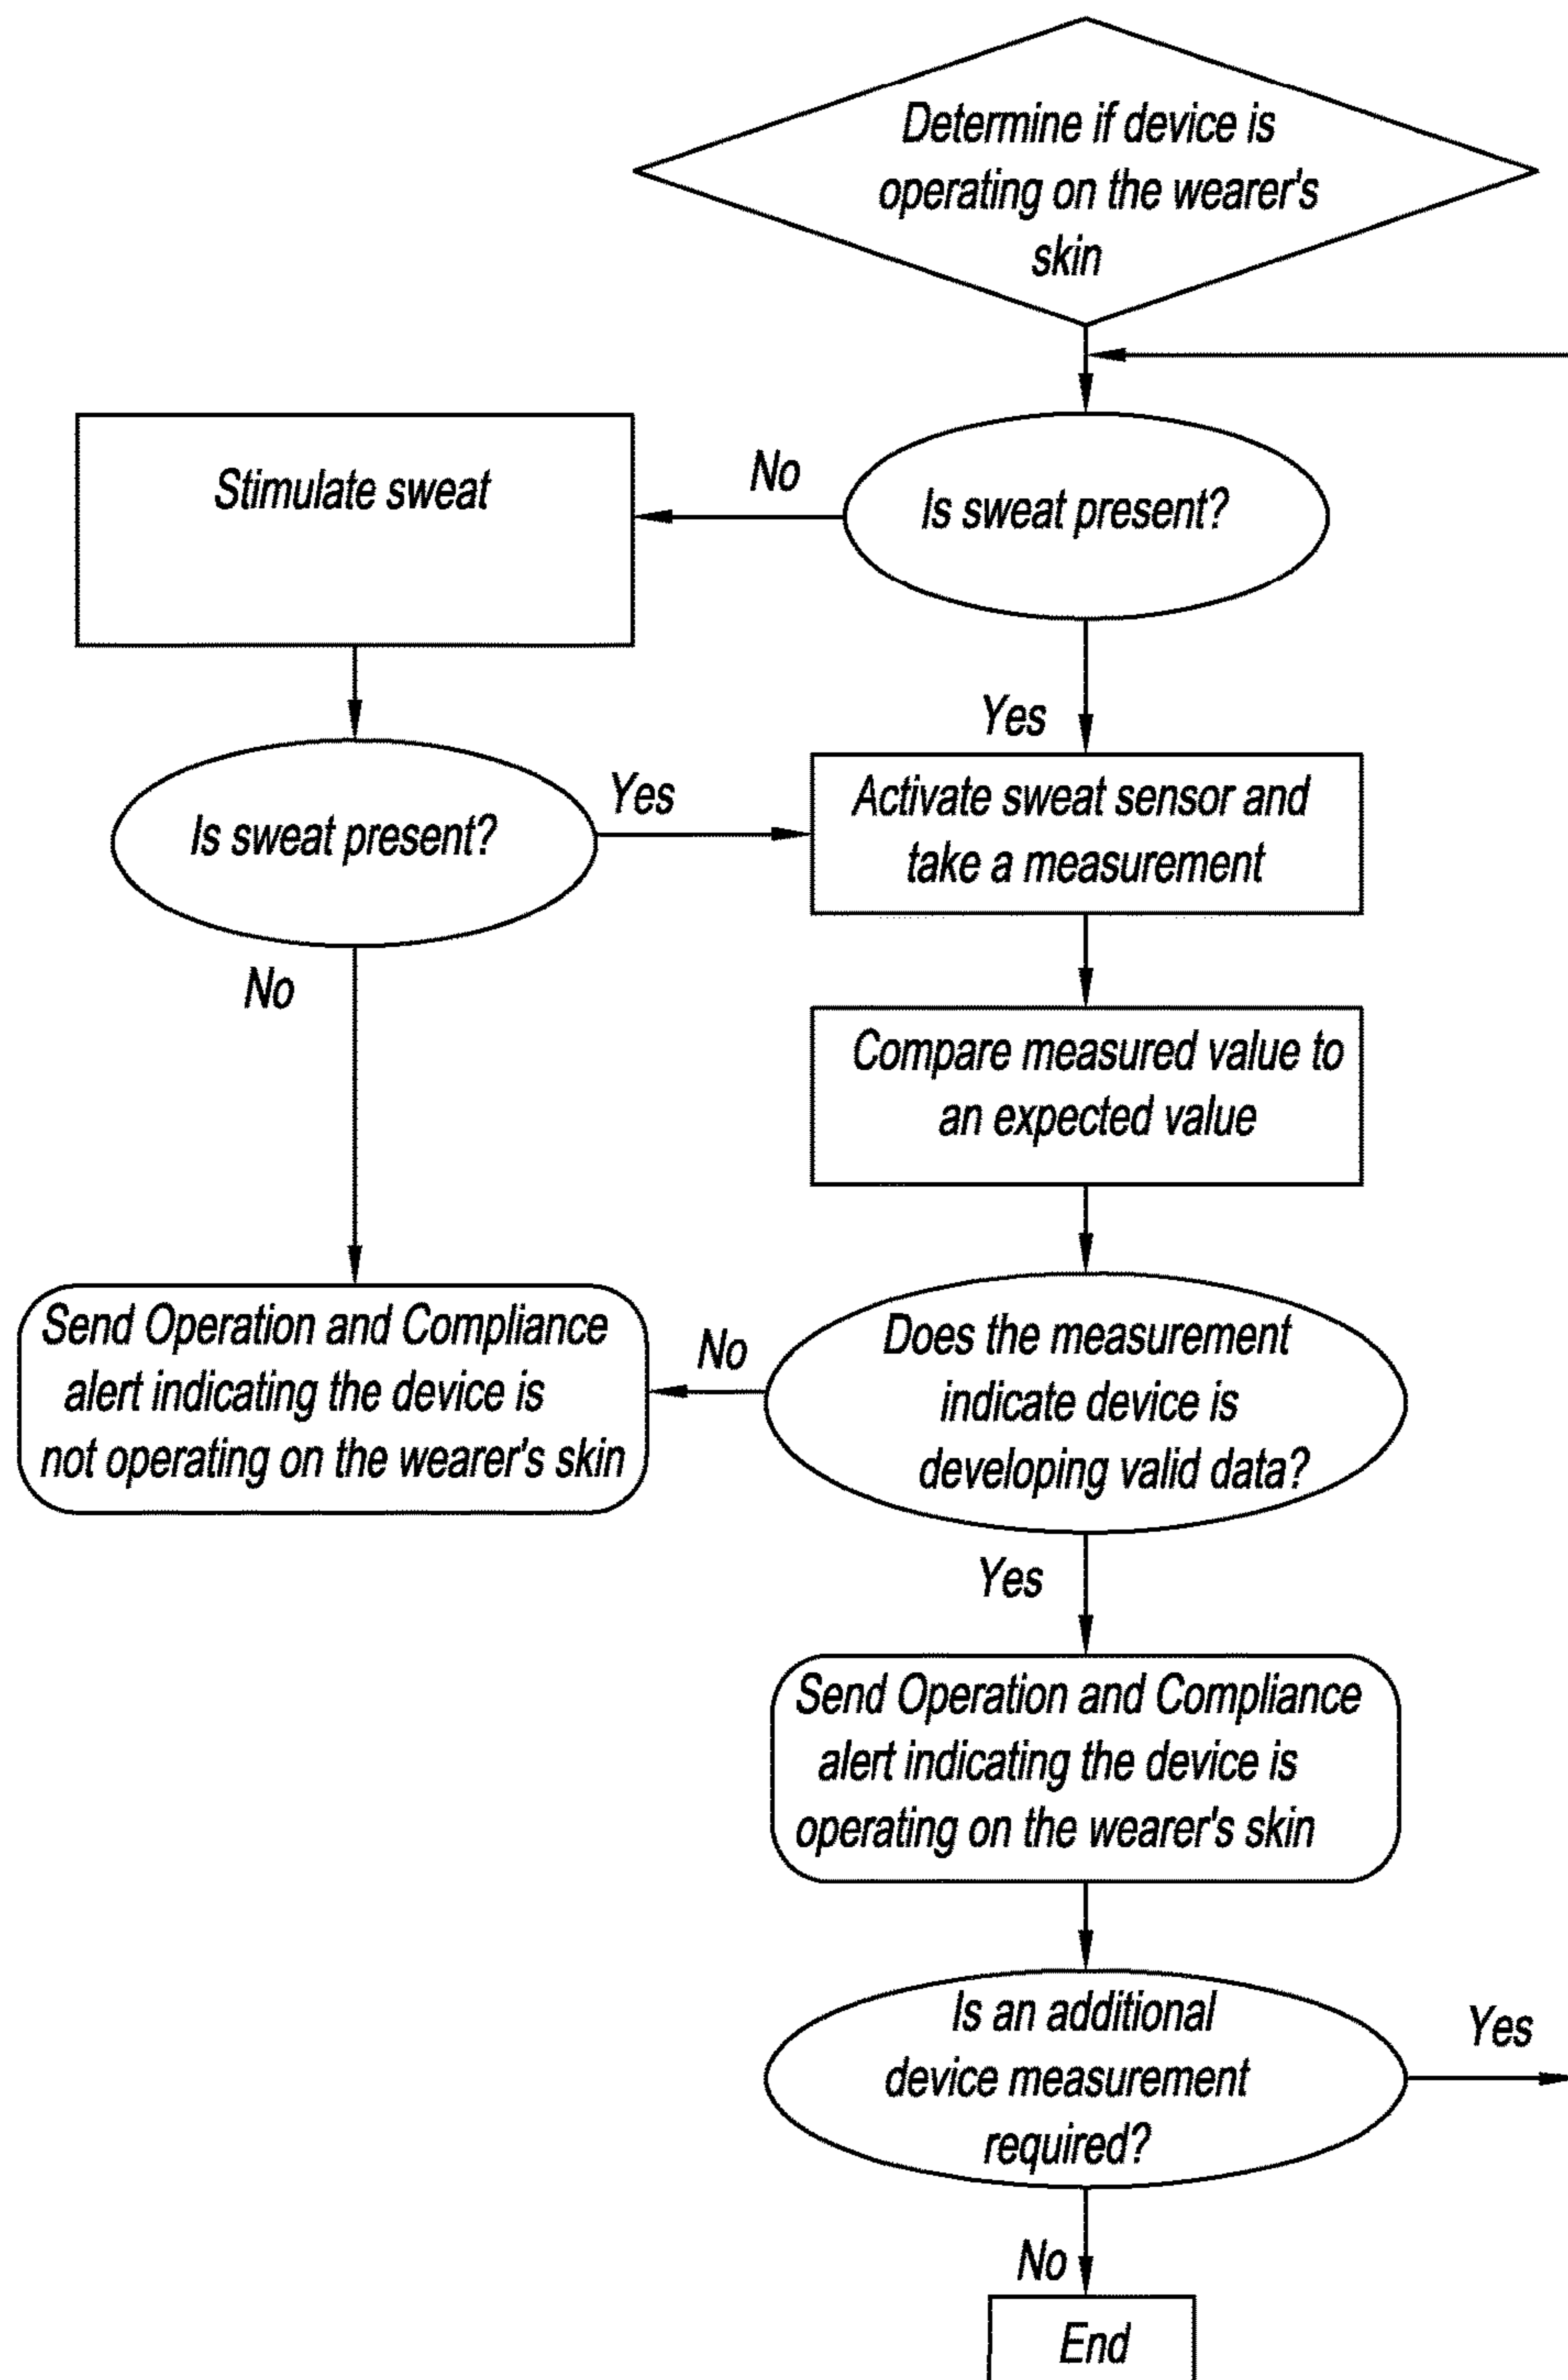 Determine if device is
operating on the wearer's
skin
No
Stimulate sweat
Is sweat present?
Yes
Yes
Activate sweat sensor and
take a measurement
Is sweat present?
No
Compare measured value to
an expected value
Send Operation and Compliance
alert indicating the device is
not operating on the wearer's skin
No
Does the measurement
indicate device is
developing valid data?
Yes
Send Operation and Compliance
alert indicating the device is
operating on the wearer's skin
Is an additional
device measurement
required?
Yes
No
End